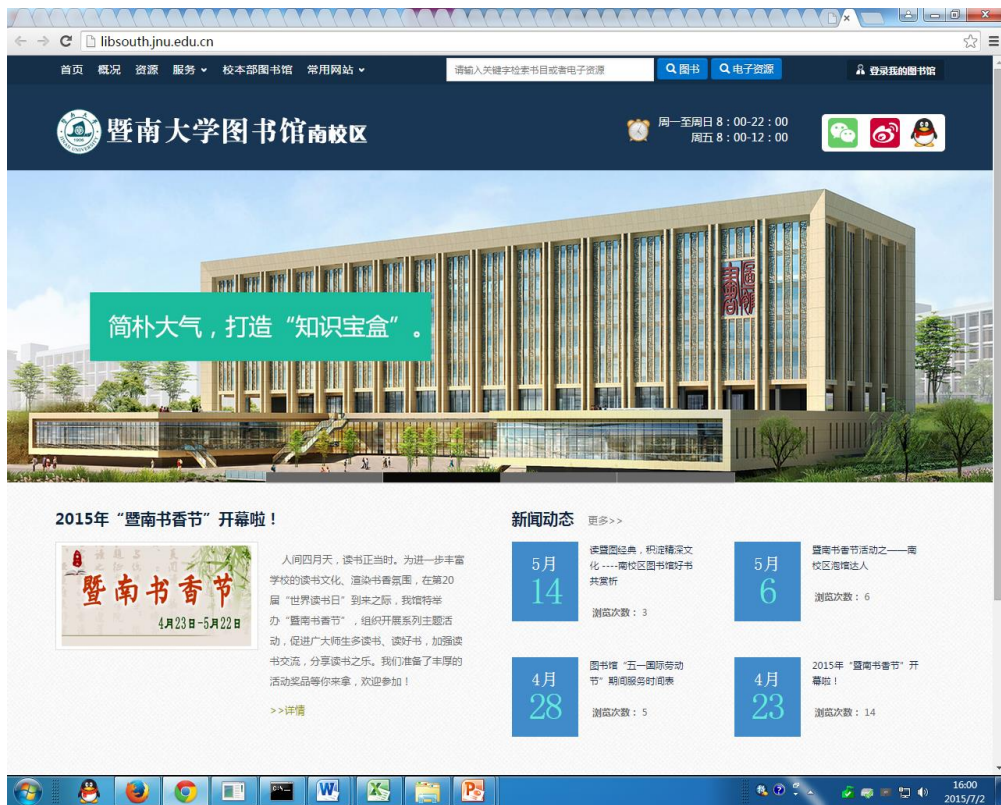 libsouth.jnu.edu.cn
首页 概况 资源 服务 校本部图书馆 常用网站 请输入关键字检索书目或者电子资源 图书 电子资源 登录我的图书馆
暨南大学图书馆南校区
周一至周日 8：00-22：00
周五 8：00-12：00
简朴大气，打造“知识宝盒”。
2015年“暨南书香节”开幕啦！
暨南书香节
4月23日-5月22日
人间四月天，读书正当时。为进一步丰富
学校的读书文化、渲染书香氛围，在第20
届“世界读书日”到来之际，我馆特举
办“暨南书香节”，组织开展系列主题活
动，促进广大师生多读书、读好书，加强读
书交流，分享读书之乐。我们准备了丰厚的
活动奖品等你来拿，欢迎参加！
>>详情
新闻动态 更多>>
5月
14
读暨图经典，积淀精深文
化 ----南校区图书馆好书
共赏析
浏览次数：3
5月
6
暨南书香节活动之——南
校区泡馆达人
浏览次数：6
4月
28
图书馆“五一国际劳动
节”期间服务时间表
浏览次数：5
4月
23
2015年“暨南书香节”开
幕啦！
浏览次数：14
16:00
2015/7/2